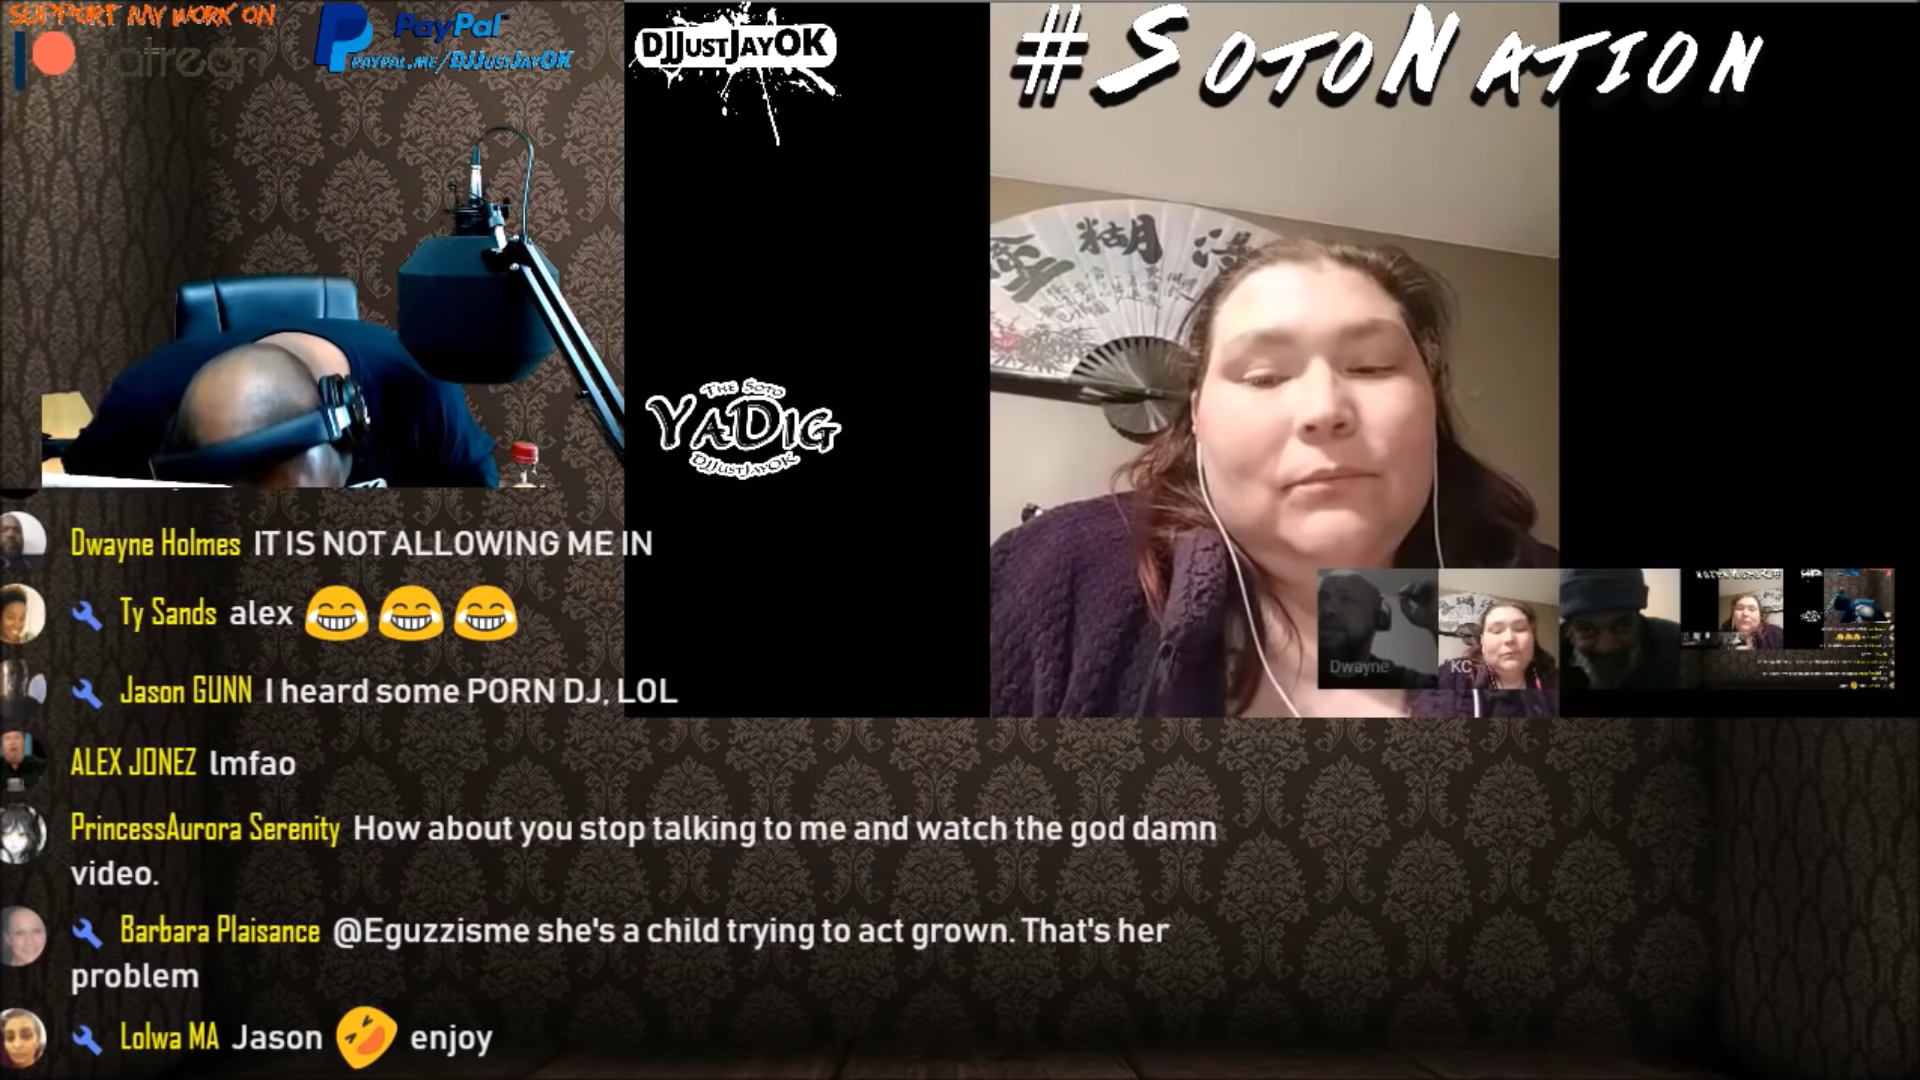 SUPPORT MY WORK ON
patreon
PayPal
PAYPAL.ME/DJJUSTJAYOK
DJJUSTJAYOK
#SOTONATION
糊
THE SOTO
YADIG
DJJUSTJAYOK
Dwayne Holmes IT IS NOT ALLOWING ME IN
Ty Sands alex 😂😂😂
Jason GUNN I heard some PORN DJ, LOL
ALEX JONEZ lmfao
PrincessAurora Serenity How about you stop talking to me and watch the god damn
video.
Barbara Plaisance @Eguzzisme she's a child trying to act grown. That's her
problem
Lolwa MA Jason 🤣 enjoy
Dwayne
KC